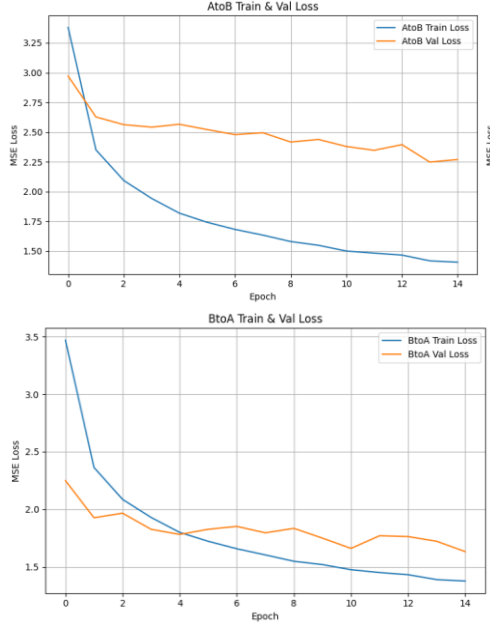 AtoB Train & Val Loss
AtoB Train Loss
AtoB Val Loss
3.25
3.00
2.75
2.50
2.25
2.00
1.75
1.50
MSE Loss
MSE Loss
0 2 4 6 8 10 12 14
Epoch
BtoA Train & Val Loss
BtoA Train Loss
BtoA Val Loss
3.5
3.0
2.5
2.0
1.5
MSE Loss
0 2 4 6 8 10 12 14
Epoch